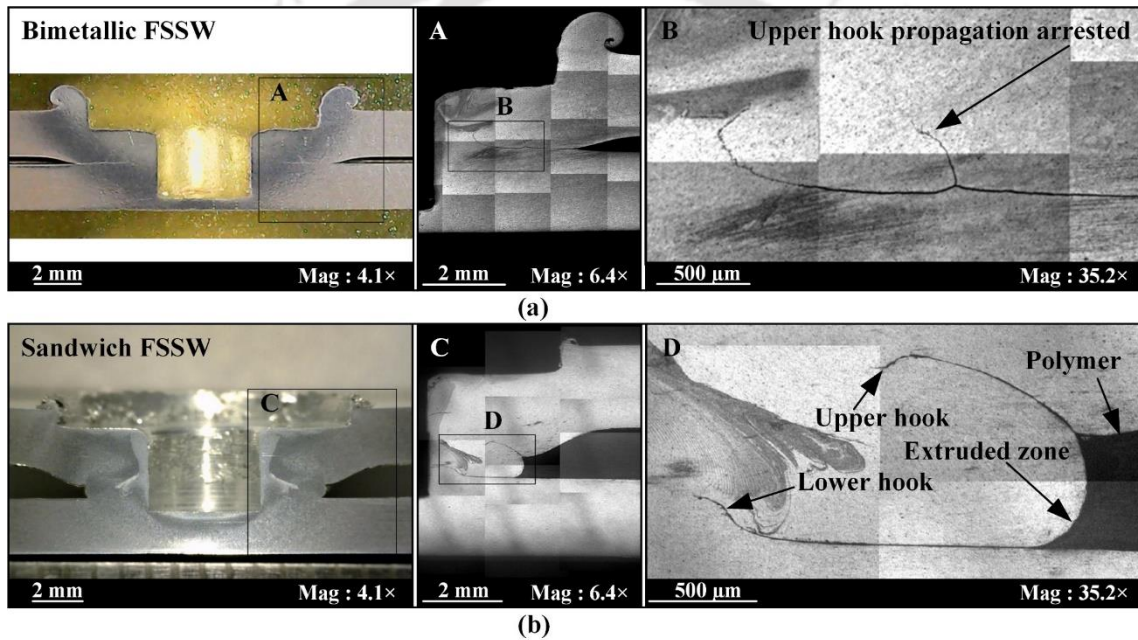 Bimetallic FSSW
A
2 mm
Mag : 4.1×
A
B
2 mm
Mag : 6.4×
B
Upper hook propagation arrested
500 μm
Mag : 35.2×
(a)
Sandwich FSSW
C
2 mm
Mag : 4.1×
C
D
2 mm
Mag : 6.4×
D
Polymer
Upper hook
Extruded zone
Lower hook
500 μm
Mag : 35.2×
(b)